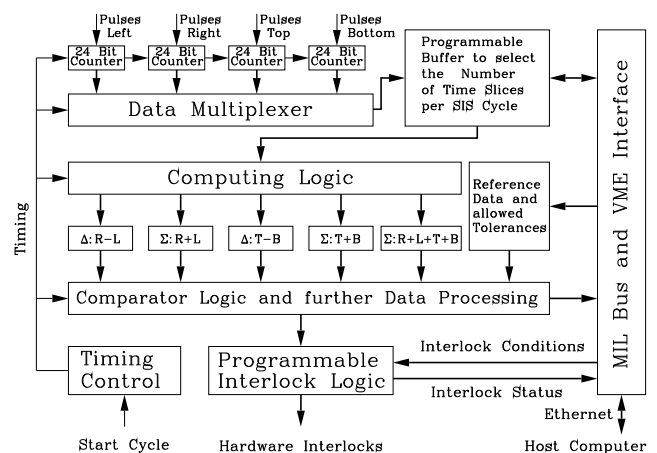 Pulses Left
Pulses Right
Pulses Top
Pulses Bottom
24 Bit Counter
24 Bit Counter
24 Bit Counter
24 Bit Counter
Data Multiplexer
Programmable
Buffer to select
the Number
of Time Slices
per SIS Cycle
Computing Logic
Reference
Data and
allowed
Tolerances
Δ:R−L
Σ:R+L
Δ:T−B
Σ:T+B
Σ:R+L+T+B
Comparator Logic and further Data Processing
Timing
Control
Programmable
Interlock Logic
Interlock Conditions
Interlock Status
MIL Bus and VME Interface
Timing
Ethernet
Start Cycle
Hardware Interlocks
Host Computer